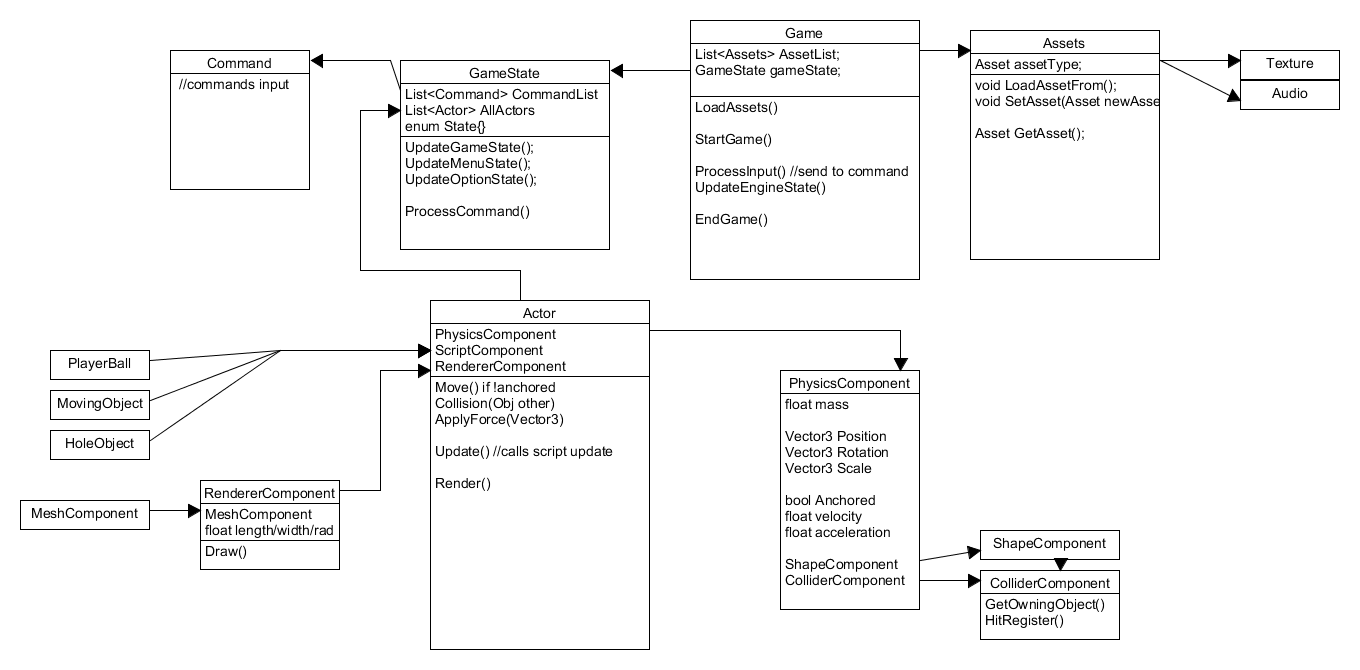 Command
//commands input
GameState
List<Command> CommandList
List<Actor> AllActors
enum State{}
UpdateGameState();
UpdateMenuState();
UpdateOptionState();
ProcessCommand()
Game
List<Assets> AssetList;
GameState gameState;
LoadAssets()
StartGame()
ProcessInput() //send to command
UpdateEngineState()
EndGame()
Assets
Asset assetType;
void LoadAssetFrom();
void SetAsset(Asset newAsse
Asset GetAsset();
Texture
Audio
Actor
PhysicsComponent
ScriptComponent
RendererComponent
Move() if !anchored
Collision(Obj other)
ApplyForce(Vector3)
Update() //calls script update
Render()
PlayerBall
MovingObject
HoleObject
MeshComponent
RendererComponent
MeshComponent
float length/width/rad
Draw()
PhysicsComponent
float mass
Vector3 Position
Vector3 Rotation
Vector3 Scale
bool Anchored
float velocity
float acceleration
ShapeComponent
ColliderComponent
ShapeComponent
ColliderComponent
GetOwningObject()
HitRegister()